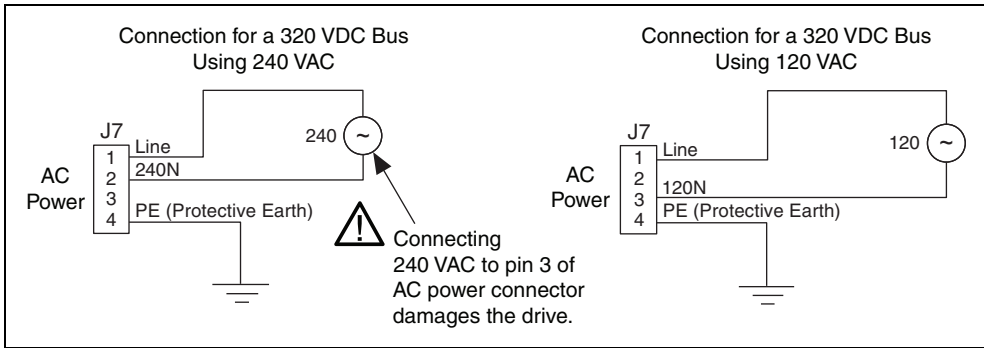 Connection for a 320 VDC Bus
Using 240 VAC
J7
AC
Power
1
2
3
4
Line
240N
PE (Protective Earth)
240
~
!
Connecting
240 VAC to pin 3 of
AC power connector
damages the drive.
Connection for a 320 VDC Bus
Using 120 VAC
J7
AC
Power
1
2
3
4
Line
120N
PE (Protective Earth)
120
~